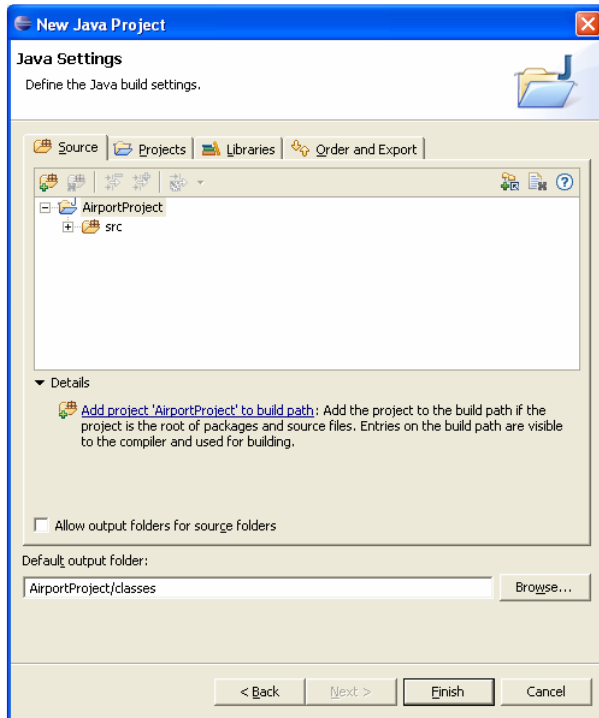 New Java Project
Java Settings
Define the Java build settings.
Source Projects Libraries Order and Export
AirportProject
src
Details
Add project 'AirportProject' to build path: Add the project to the build path if the
project is the root of packages and source files. Entries on the build path are visible
to the compiler and used for building.
Allow output folders for source folders
Default output folder:
AirportProject/classes
Browse...
< Back Next > Finish Cancel